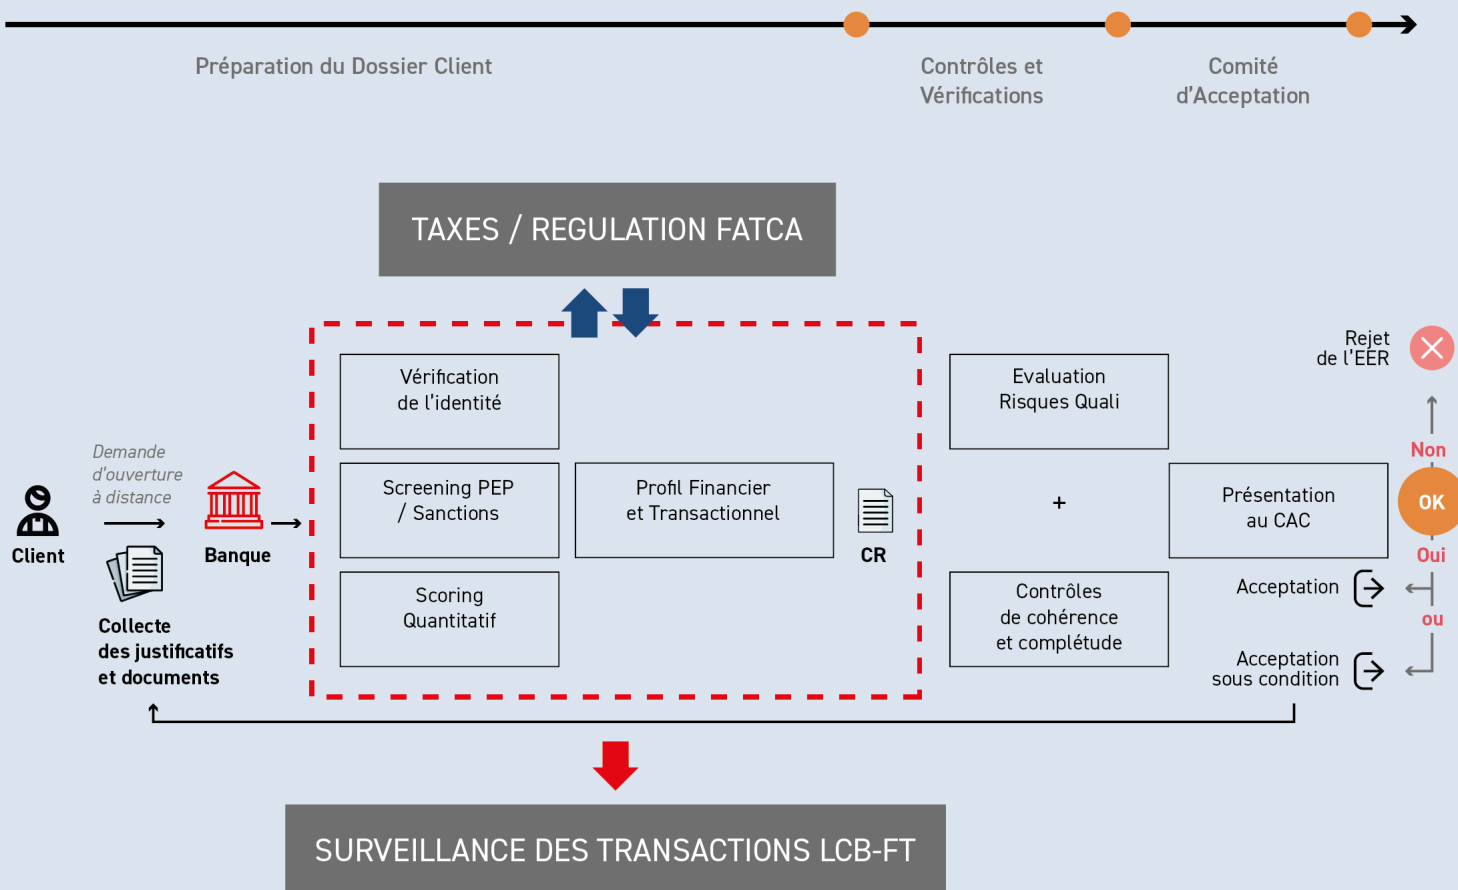 Préparation du Dossier Client
Contrôles et
Vérifications
Comité
d'Acceptation
TAXES / REGULATION FATCA
Demande
d'ouverture
à distance
Client
Banque
Collecte
des justificatifs
et documents
Vérification
de l'identité
Screening PEP
/ Sanctions
Scoring
Quantitatif
Profil Financier
et Transactionnel
CR
Evaluation
Risques Quali
+
Contrôles
de cohérence
et complétude
Présentation
au CAC
Rejet
de l'EER
Non
OK
Oui
Acceptation
ou
Acceptation
sous condition
SURVEILLANCE DES TRANSACTIONS LCB-FT